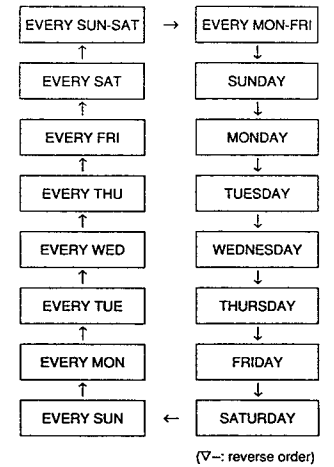 EVERY SUN-SAT → EVERY MON-FRI
↑ ↓
EVERY SAT SUNDAY
↑ ↓
EVERY FRI MONDAY
↑ ↓
EVERY THU TUESDAY
↑ ↓
EVERY WED WEDNESDAY
↑ ↓
EVERY TUE THURSDAY
↑ ↓
EVERY MON FRIDAY
↑ ↓
EVERY SUN ← SATURDAY
(∇–: reverse order)